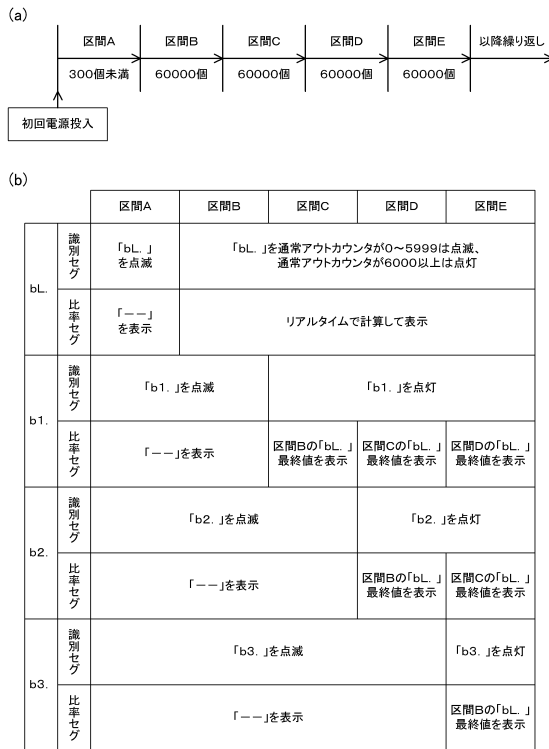 (a)
区間A 区間B 区間C 区間D 区間E 以降繰り返し
300個未満 60000個 60000個 60000個 60000個
初回電源投入
(b)
区間A 区間B 区間C 区間D 区間E
bL.
識別セグ
「bL. 」
を点滅
「bL. 」を通常アウトカウンタが0～5999は点滅、
通常アウトカウンタが6000以上は点灯
比率セグ
「－－」
を表示
リアルタイムで計算して表示
b1.
識別セグ
「b1. 」を点滅
「b1. 」を点灯
比率セグ
「－－」を表示
区間Bの「bL. 」
最終値を表示
区間Cの「bL. 」
最終値を表示
区間Dの「bL. 」
最終値を表示
b2.
識別セグ
「b2. 」を点滅
「b2. 」を点灯
比率セグ
「－－」を表示
区間Bの「bL. 」
最終値を表示
区間Cの「bL. 」
最終値を表示
b3.
識別セグ
「b3. 」を点滅
「b3. 」を点灯
比率セグ
「－－」を表示
区間Bの「bL. 」
最終値を表示